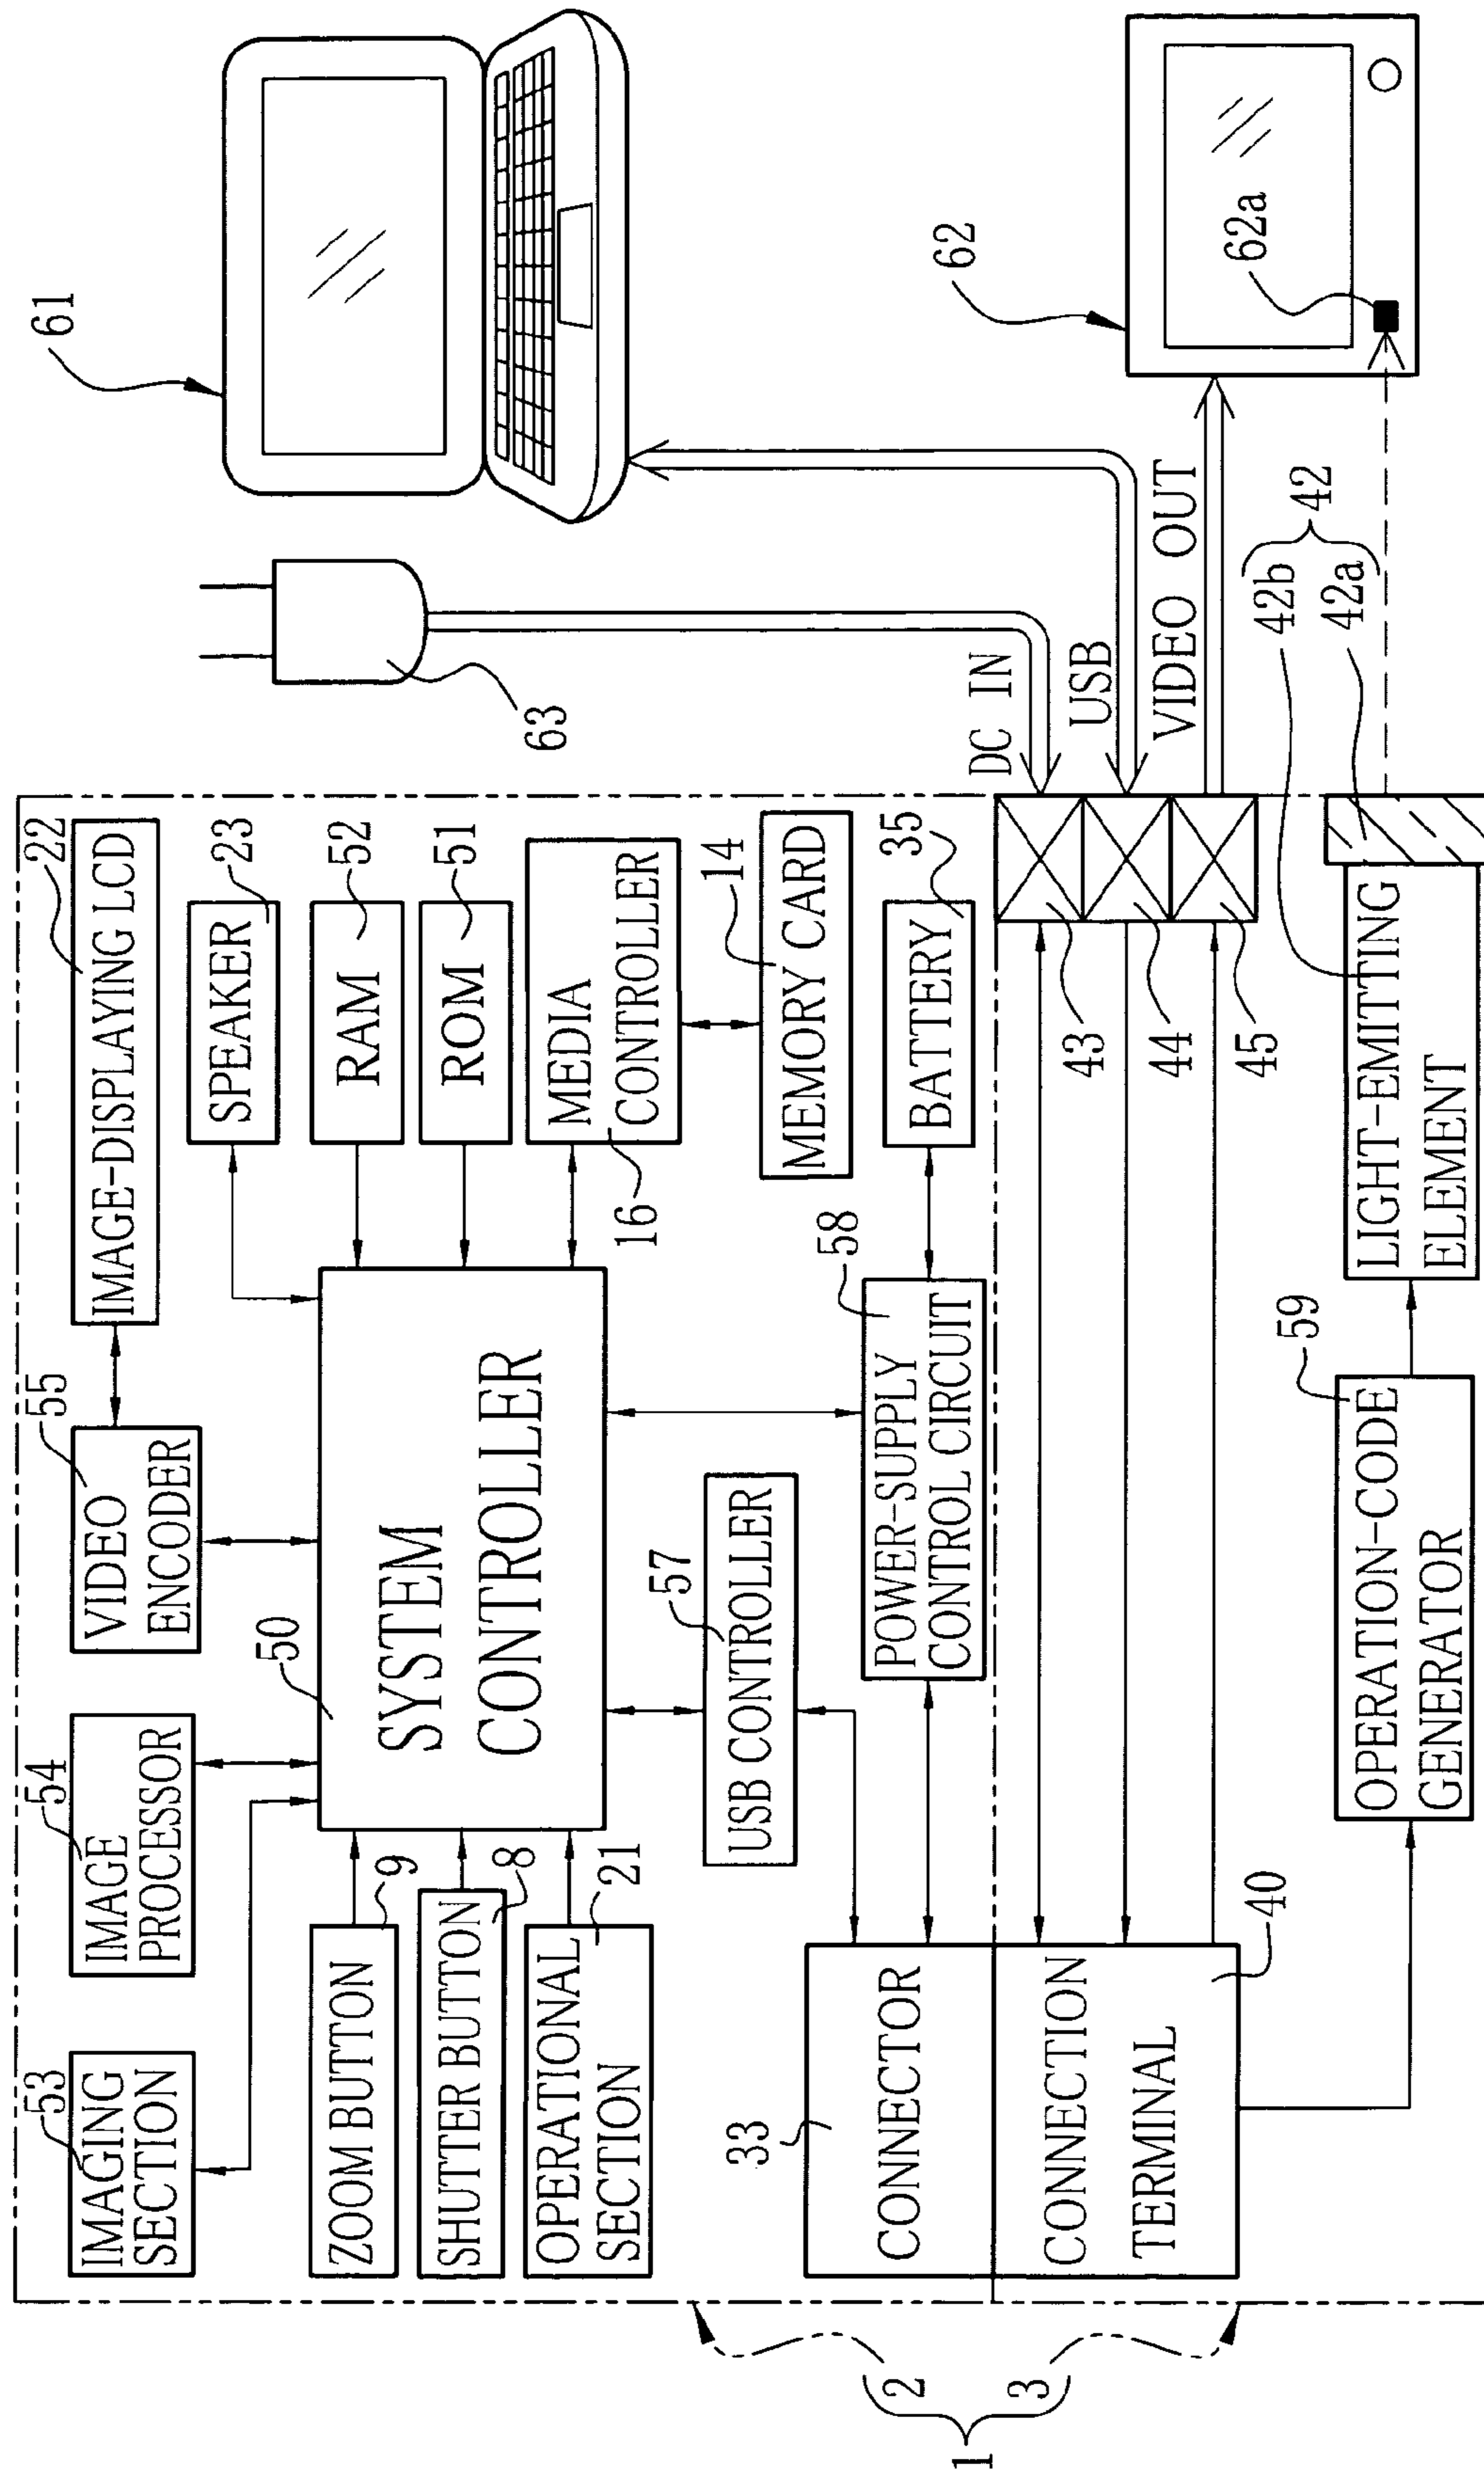 53
IMAGING
SECTION
54
IMAGE
PROCESSOR
55
VIDEO
ENCODER
22
IMAGE-DISPLAYING LCD
23
SPEAKER
52
RAM
51
ROM
MEDIA
CONTROLLER
16
14
MEMORY CARD
35
BATTERY
50
SYSTEM
CONTROLLER
ZOOM BUTTON
9
SHUTTER BUTTON
8
OPERATIONAL
SECTION
21
57
USB CONTROLLER
58
POWER-SUPPLY
CONTROL CIRCUIT
33
CONNECTOR
CONNECTION
TERMINAL
40
59
OPERATION-CODE
GENERATOR
LIGHT-EMITTING
ELEMENT
43
44
45
DC IN
USB
VIDEO OUT
42b
42a
42
63
61
62
62a
1
2
3